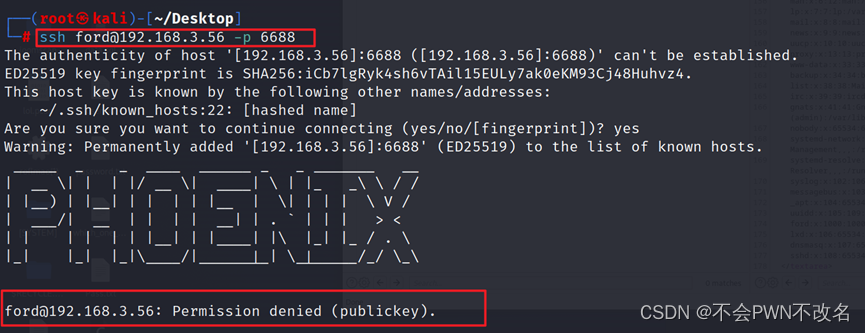 ┌──(root㉿kali)-[~/Desktop]
└─# ssh ford@192.168.3.56 -p 6688
The authenticity of host '[192.168.3.56]:6688 ([192.168.3.56]:6688)' can't be established.
ED25519 key fingerprint is SHA256:iCb7lgRyk4sh6vTAil15EULy7ak0eKM93Cj48Huhvz4.
This host key is known by the following other names/addresses:
~/.ssh/known_hosts:22: [hashed name]
Are you sure you want to continue connecting (yes/no/[fingerprint])? yes
Warning: Permanently added '[192.168.3.56]:6688' (ED25519) to the list of known hosts.
PHOENIX
ford@192.168.3.56: Permission denied (publickey).
CSDN @不会PWN不改名